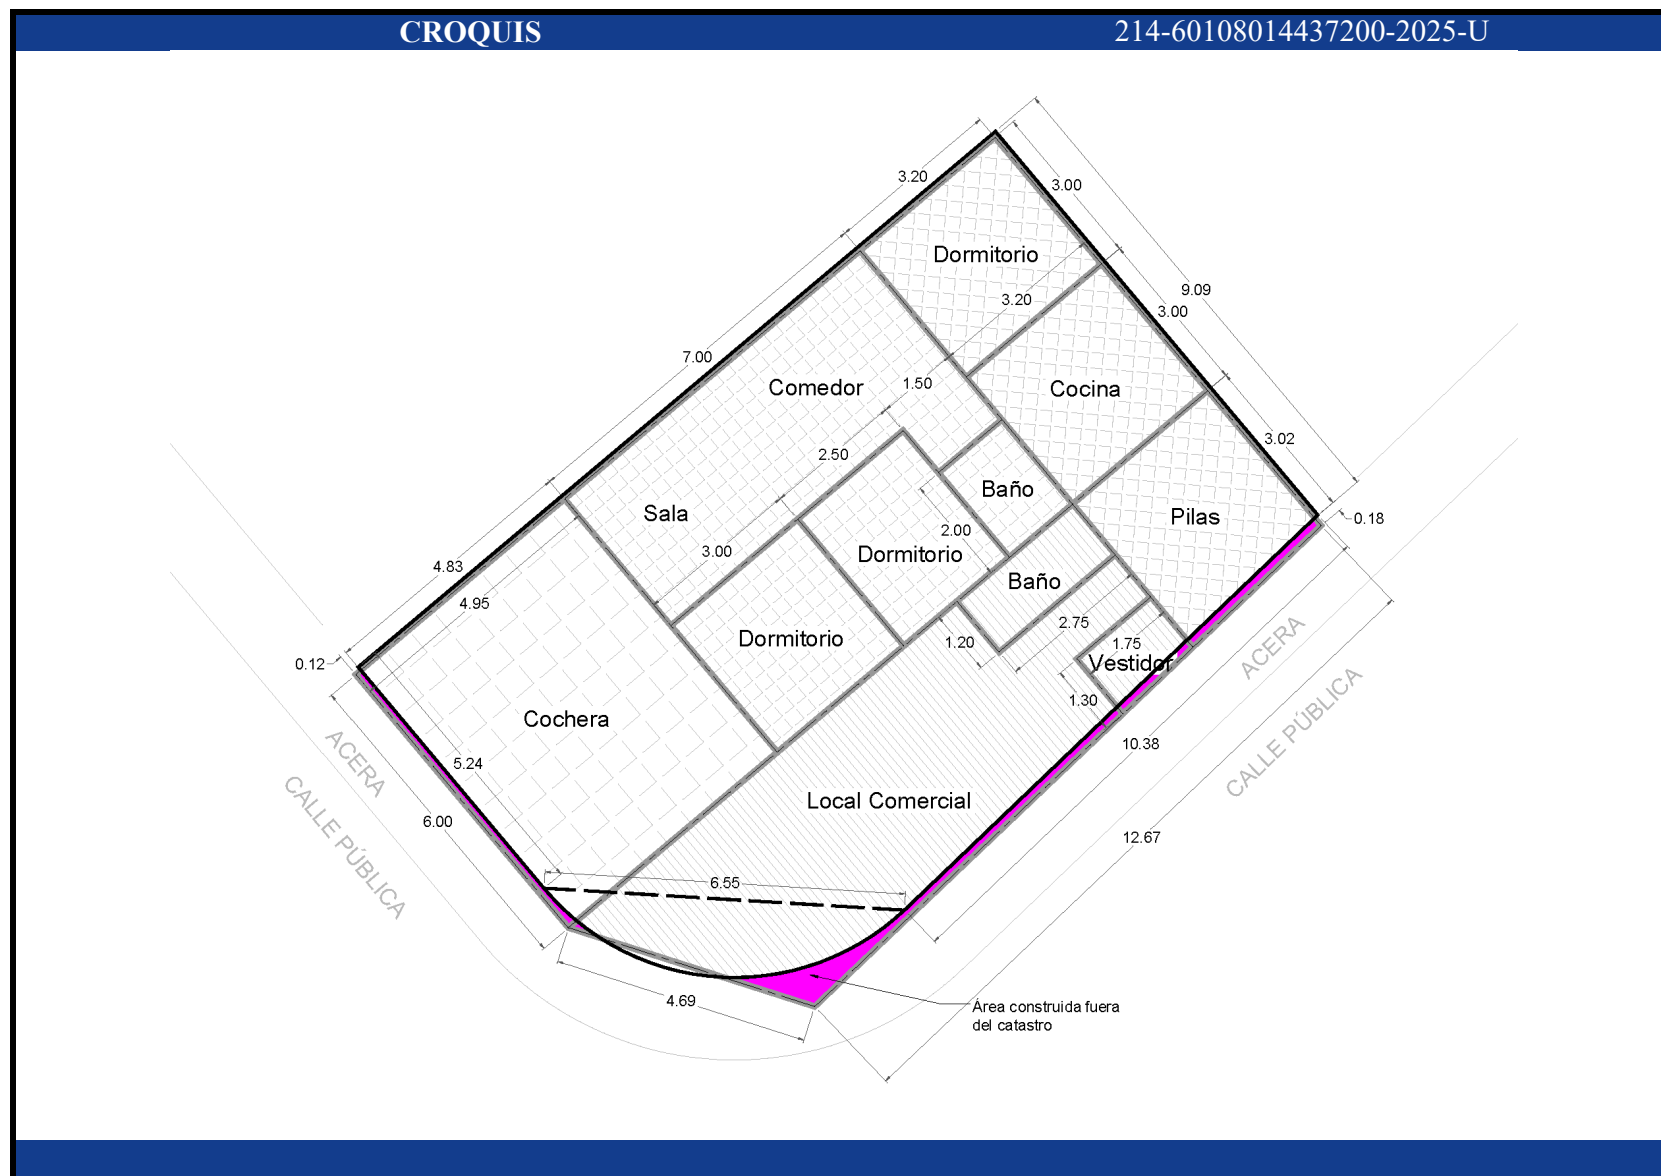 CROQUIS
214-60108014437200-2025-U
3.20
3.00
Dormitorio
9.09
3.20
3.00
7.00
Comedor
1.50
Cocina
3.02
2.50
Baño
Sala
Pilas
0.18
2.00
3.00
Dormitorio
4.83
Baño
4.95
2.75
Dormitorio
1.20
1.75
ACERA
0.12
Vestidor
CALLE PÚBLICA
1.30
Cochera
10.38
ACERA
5.24
CALLE PÚBLICA
Local Comercial
6.00
12.67
6.55
4.69
Área construida fuera
del catastro